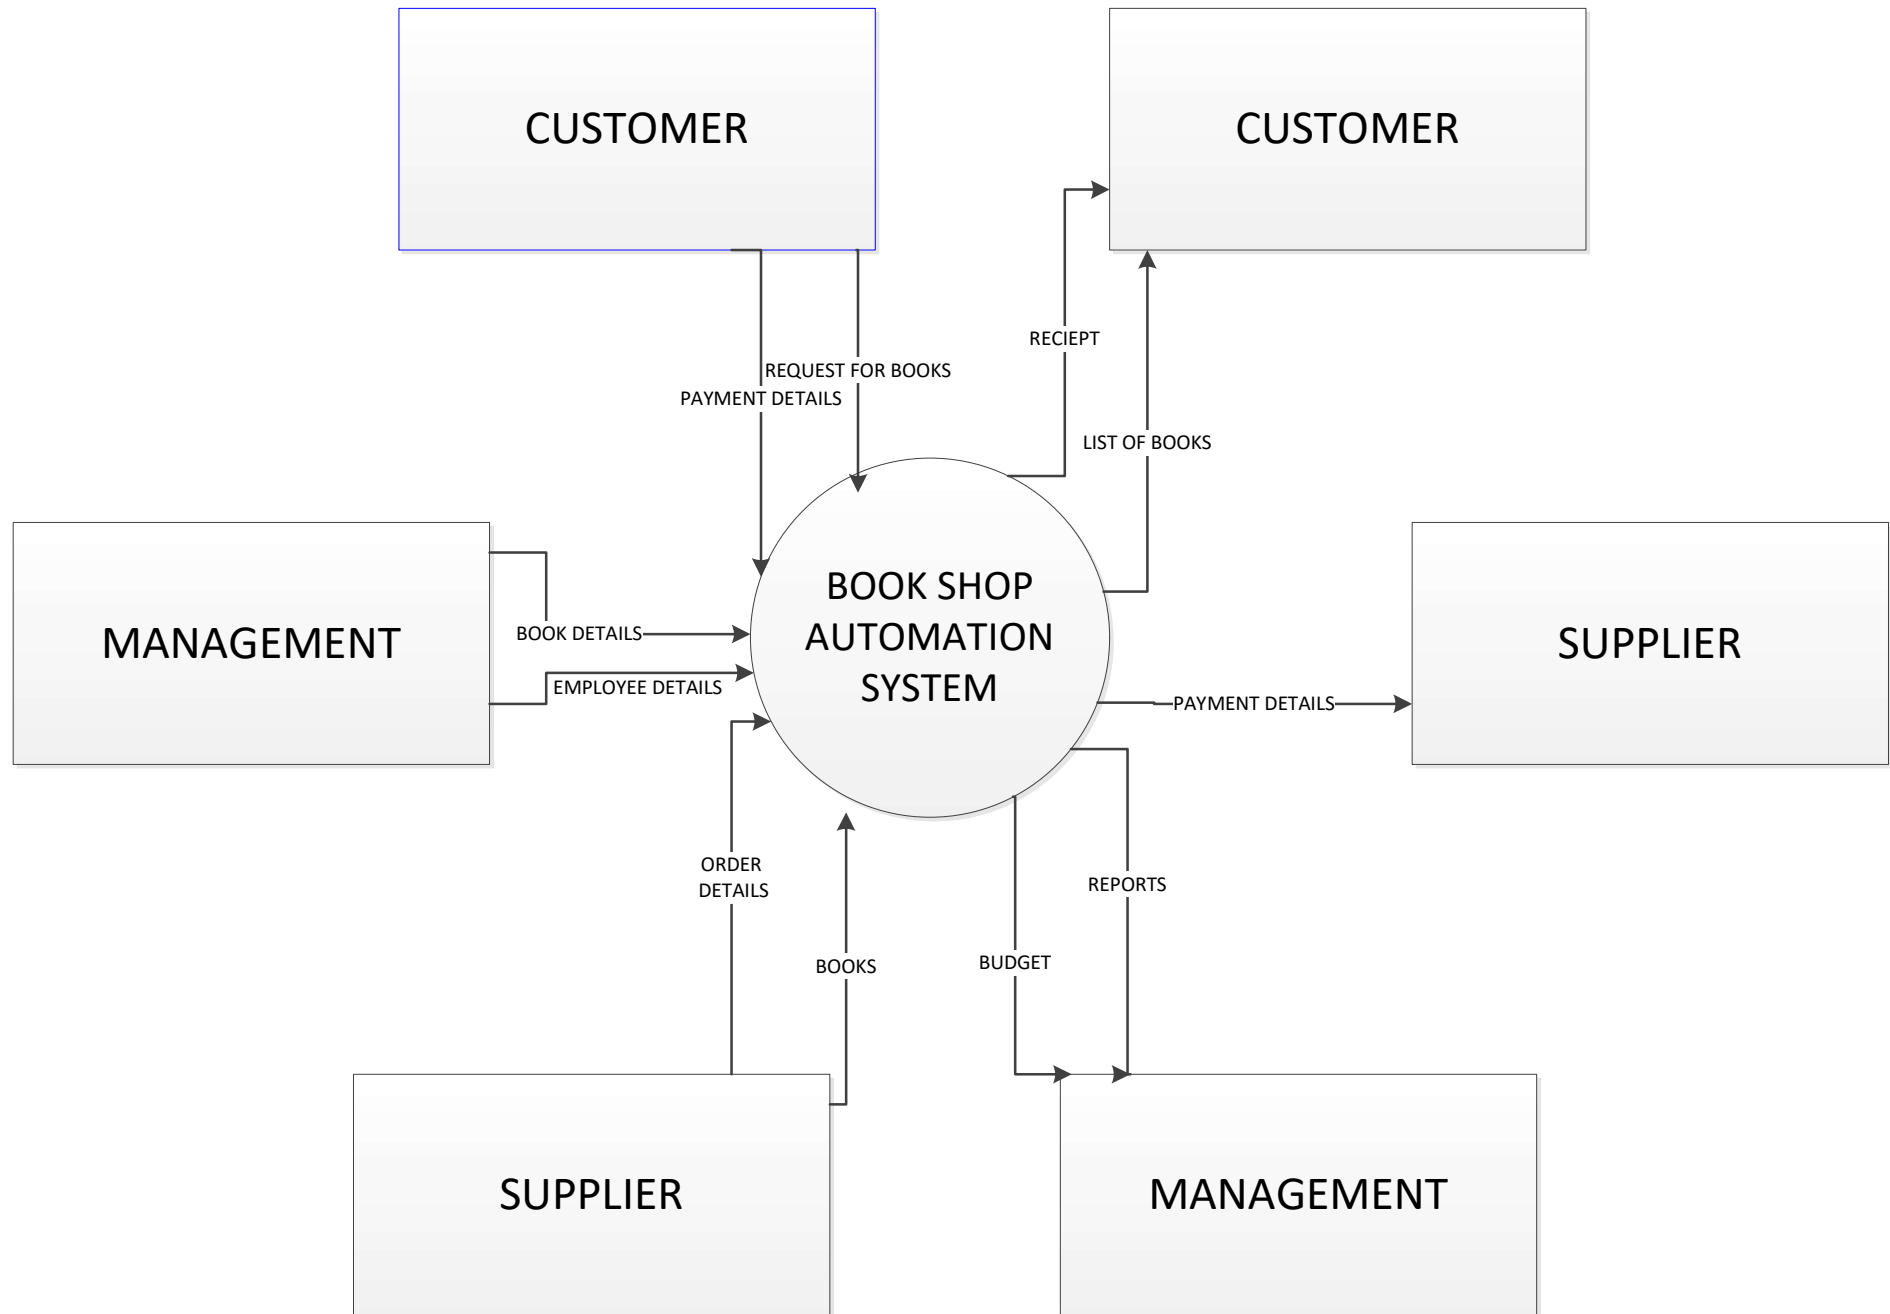 CUSTOMER
CUSTOMER
RECIEPT
REQUEST FOR BOOKS
PAYMENT DETAILS
LIST OF BOOKS
MANAGEMENT
BOOK DETAILS
EMPLOYEE DETAILS
BOOK SHOP
AUTOMATION
SYSTEM
SUPPLIER
PAYMENT DETAILS
ORDER
DETAILS
REPORTS
BOOKS
BUDGET
SUPPLIER
MANAGEMENT